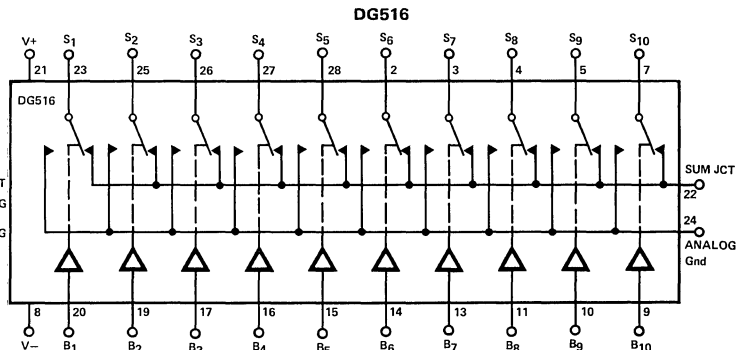 DG516
V+ S1 S2 S3 S4 S5 S6 S7 S8 S9 S10
21 23 25 26 27 28 2 3 4 5 7
DG516
SUM JCT
T
22
G
24
G
ANALOG
Gnd
8 20 19 17 16 15 14 13 11 10 9
V− B1 B2 B3 B4 B5 B6 B7 B8 B9 B10